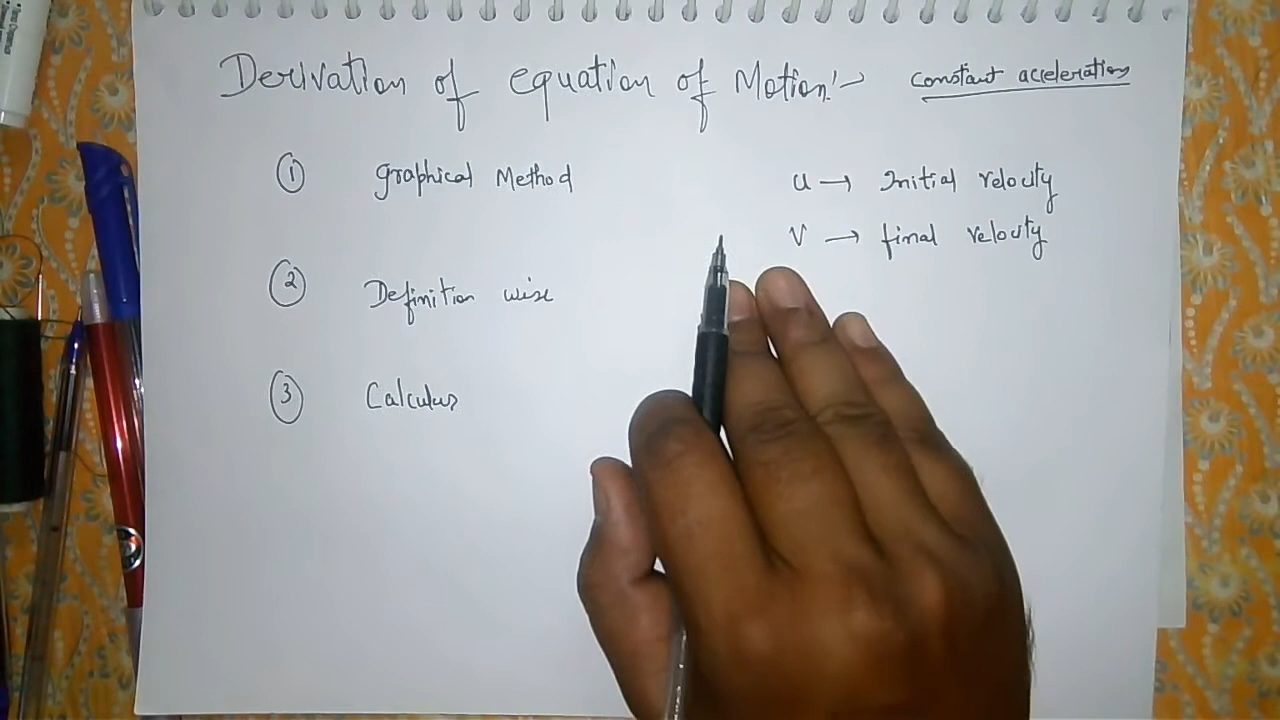 Derivation of equation of Motion:- constant acceleration
① Graphical Method
② Definition wise
③ Calculus
u → Initial velocity
v → final velocity